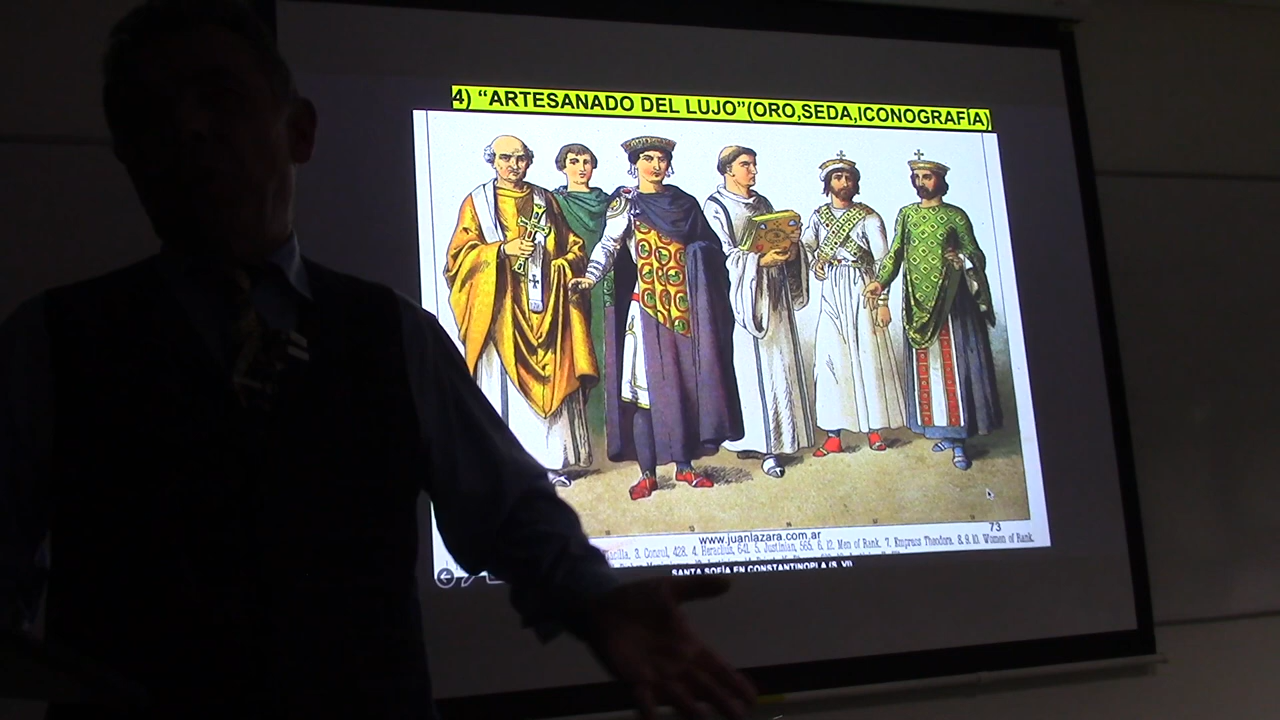 4) “ARTESANADO DEL LUJO”(ORO,SEDA,ICONOGRAFÍA)
73
www.juanlazara.com.ar
3. Consul, 428. 4. Heraclius, 641. 5. Justinian, 565. 6. 12. Men of Rank. 7. Empress Theodora. 8. 9. 10. Women of Rank.
SANTA SOFÍA EN CONSTANTINOPLA (S. VI)